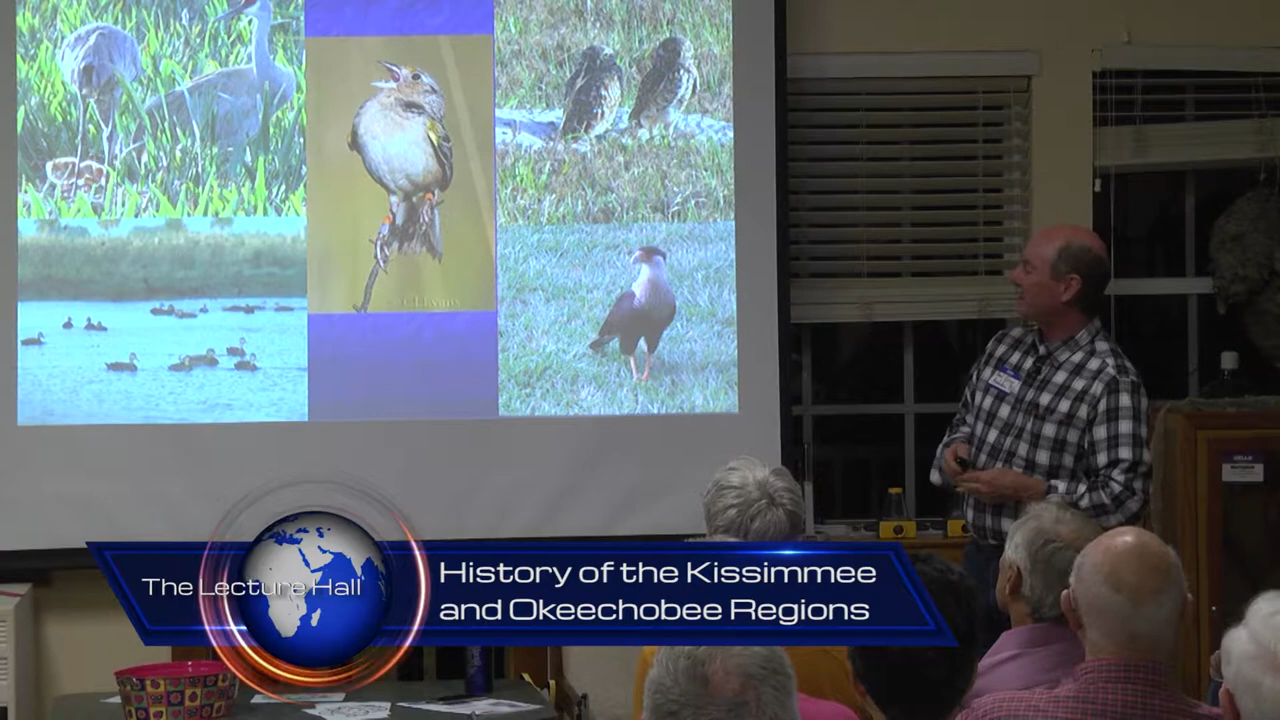 The Lecture Hall
History of the Kissimmee
and Okeechobee Regions